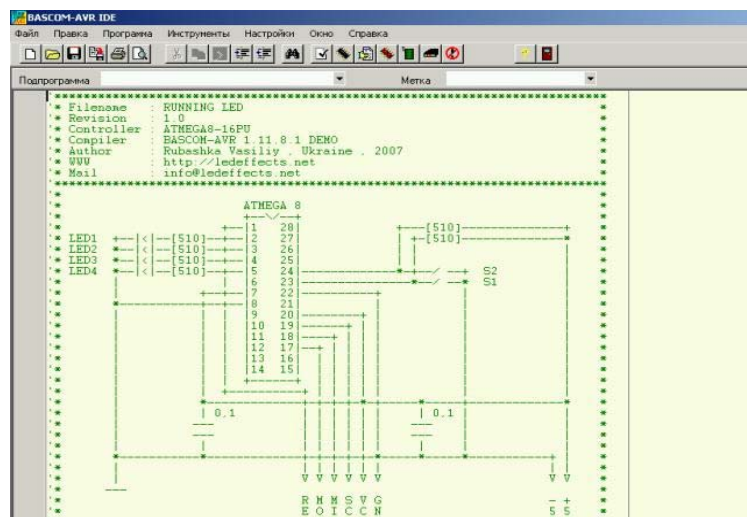 BASCOM-AVR IDE
Файл Правка Программа Инструменты Настройки Окно Справка
Подпрограмма Метка
'* Filename : RUNNING LED
'* Revision : 1.0
'* Controller : ATMEGA8-16PU
'* Compiler : BASCOM-AVR 1.11.8.1 DEMO
'* Author : Rubashka Vasiliy , Ukraine , 2007
'* WWW : http://ledeffects.net
'* Mail : info@ledeffects.net
ATMEGA 8
1 28
LED1 [510] 2 27 [510]
LED2 [510] 3 26 [510]
LED3 [510] 4 25
LED4 [510] 5 24 S2
6 23 S1
7 22
8 21
9 20
10 19
11 18
12 17
13 16
14 15
0,1 0,1
R M M S V G - +
E O I C C N 5 5